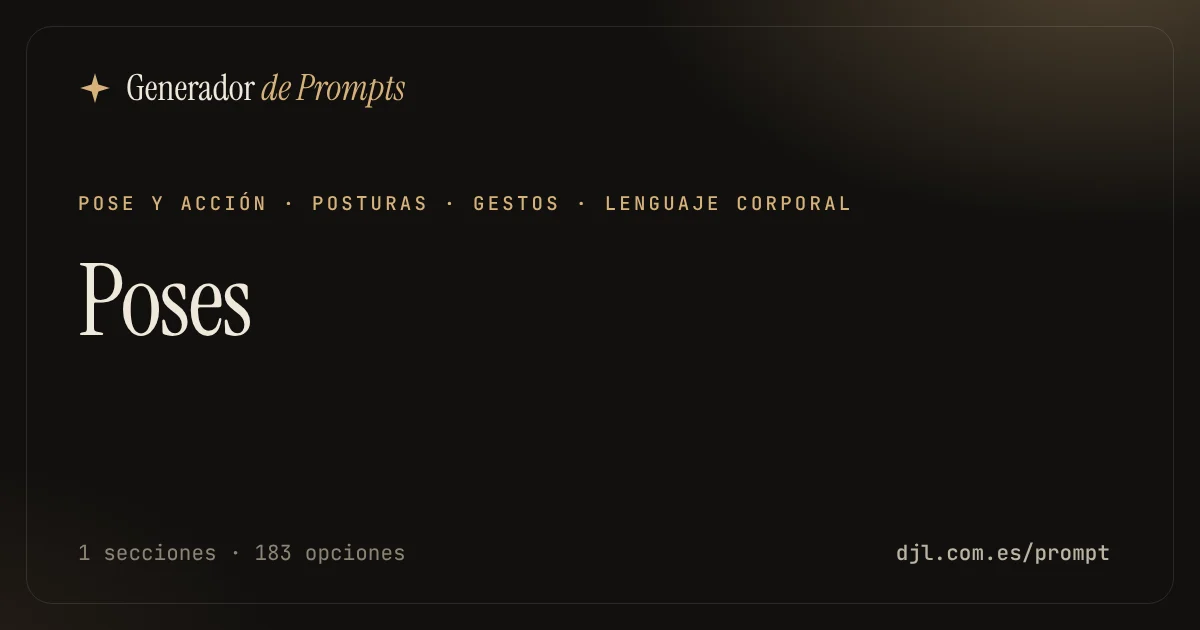 Generador de Prompts
POSE Y ACCIÓN · POSTURAS · GESTOS · LENGUAJE CORPORAL
Poses
1 secciones · 183 opciones
djl.com.es/prompt